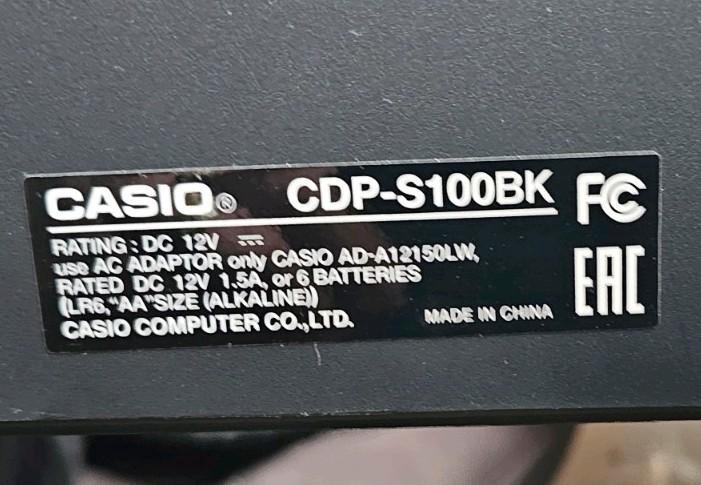 CASIO® CDP-S100BK FC
RATING : DC 12V ⎓
use AC ADAPTOR only CASIO AD-A12150LW,
RATED DC 12V 1.5A, or 6 BATTERIES
(LR6,"AA"SIZE (ALKALINE))
CASIO COMPUTER CO.,LTD. MADE IN CHINA
EAC